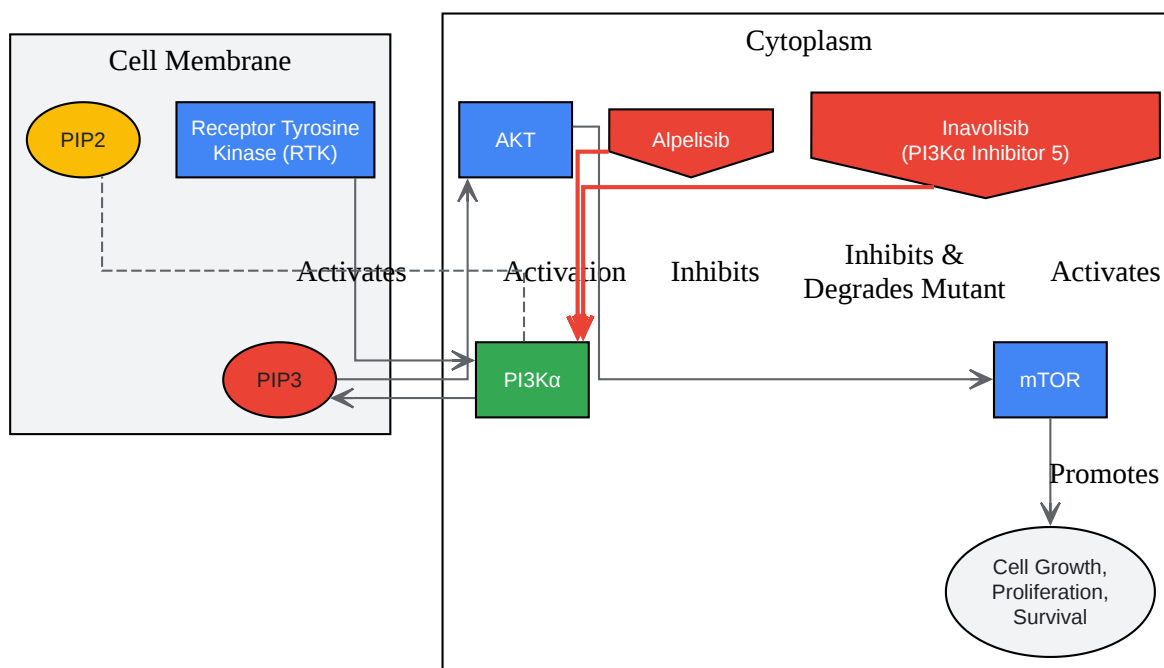 Cell Membrane
Cytoplasm
PIP2
Receptor Tyrosine
Kinase (RTK)
AKT
Alpelisib
Inavolisib
(PI3Kα Inhibitor 5)
Activates
Activation
Inhibits
Inhibits &
Degrades Mutant
Activates
PIP3
PI3Kα
mTOR
Promotes
Cell Growth,
Proliferation,
Survival